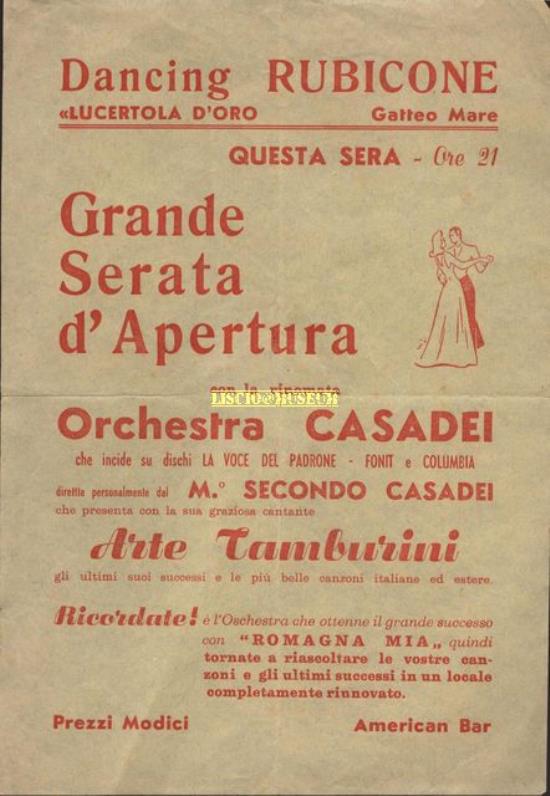 Dancing RUBICONE
«LUCERTOLA D'ORO Gatteo Mare
QUESTA SERA - Ore 21
Grande
Serata
d'Apertura
con la rinomata
LISCIO@MUSEUM
Orchestra CASADEI
che incide su dischi LA VOCE DEL PADRONE - FONIT e COLUMBIA
diretta personalmente dal M.º SECONDO CASADEI
che presenta con la sua graziosa cantante
Arte Tamburini
gli ultimi suoi successi e le più belle canzoni italiane ed estere.
Ricordate! è l'Oschestra che ottenne il grande successo
con "ROMAGNA MIA„ quindi
tornate a riascoltare le vostre can-
zoni e gli ultimi successi in un locale
completamente rinnovato.
Prezzi Modici American Bar